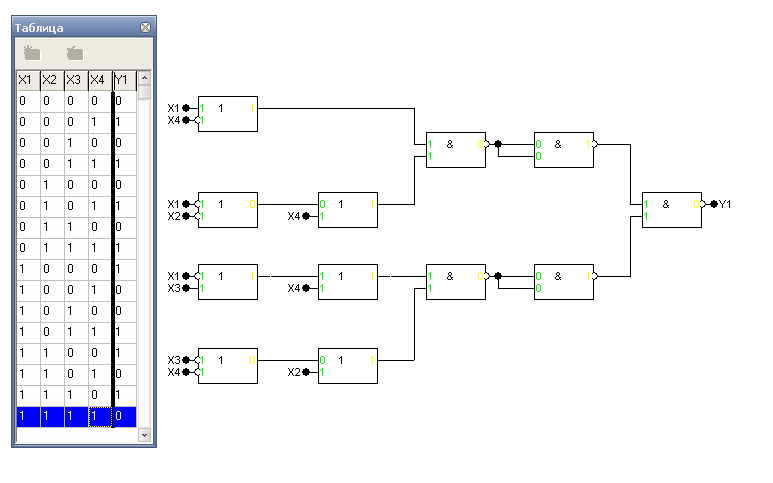 Таблица
X1 X2 X3 X4 Y1
0 0 0 0 0
0 0 0 1 1
0 0 1 0 0
0 0 1 1 1
0 1 0 0 0
0 1 0 1 1
0 1 1 0 0
0 1 1 1 1
1 0 0 0 1
1 0 0 1 0
1 0 1 0 1
1 0 1 1 1
1 1 0 0 1
1 1 0 1 0
1 1 1 0 1
1 1 1 1 0
X1 1 1 1
X4 1
1 & 0
1
0 & 1
0
X1 1 1 0
X2 1
0 1 1
X4 1
1 & 0 Y1
1
X1 1 1 1
X3 1
1 1 1
X4 1
1 & 0
1
0 & 1
0
X3 1 1 0
X4 1
0 1 1
X2 1